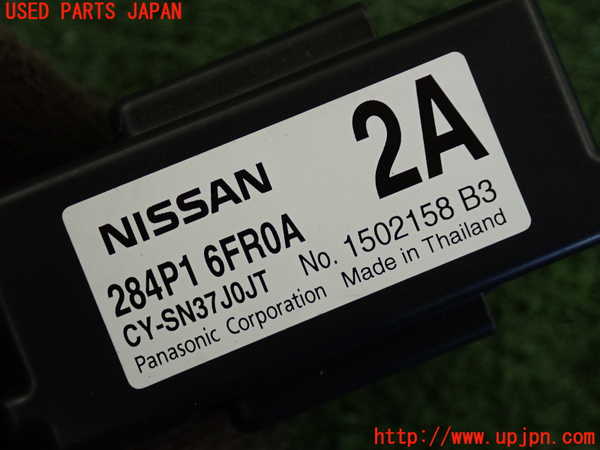 USED PARTS JAPAN
2A
NISSAN
284P1 6FR0A
CY-SN37J0JT No. 1502158 B3
Panasonic Corporation Made in Thailand
http://www.upjpn.com/